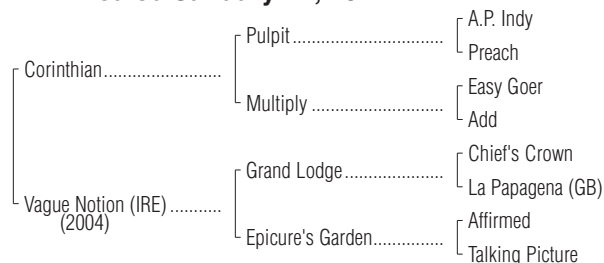 A.P. Indy
Pulpit
Preach
Corinthian
Easy Goer
Multiply
Add
Chief's Crown
Grand Lodge
La Papagena (GB)
Vague Notion (IRE)
(2004)
Affirmed
Epicure's Garden
Talking Picture